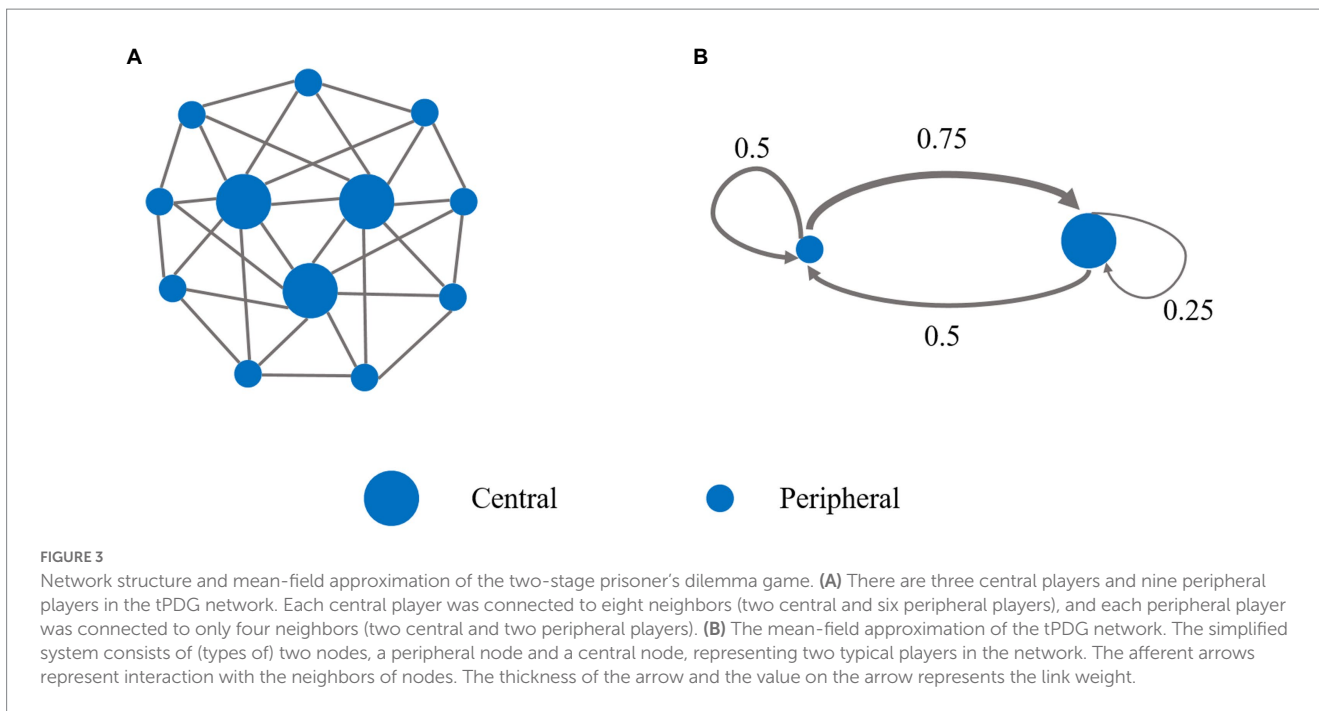 A
B
0.5
0.75
0.5
0.25
Central
Peripheral
FIGURE 3
Network structure and mean-field approximation of the two-stage prisoner's dilemma game. (A) There are three central players and nine peripheral
players in the tPDG network. Each central player was connected to eight neighbors (two central and six peripheral players), and each peripheral player
was connected to only four neighbors (two central and two peripheral players). (B) The mean-field approximation of the tPDG network. The simplified
system consists of (types of) two nodes, a peripheral node and a central node, representing two typical players in the network. The afferent arrows
represent interaction with the neighbors of nodes. The thickness of the arrow and the value on the arrow represents the link weight.